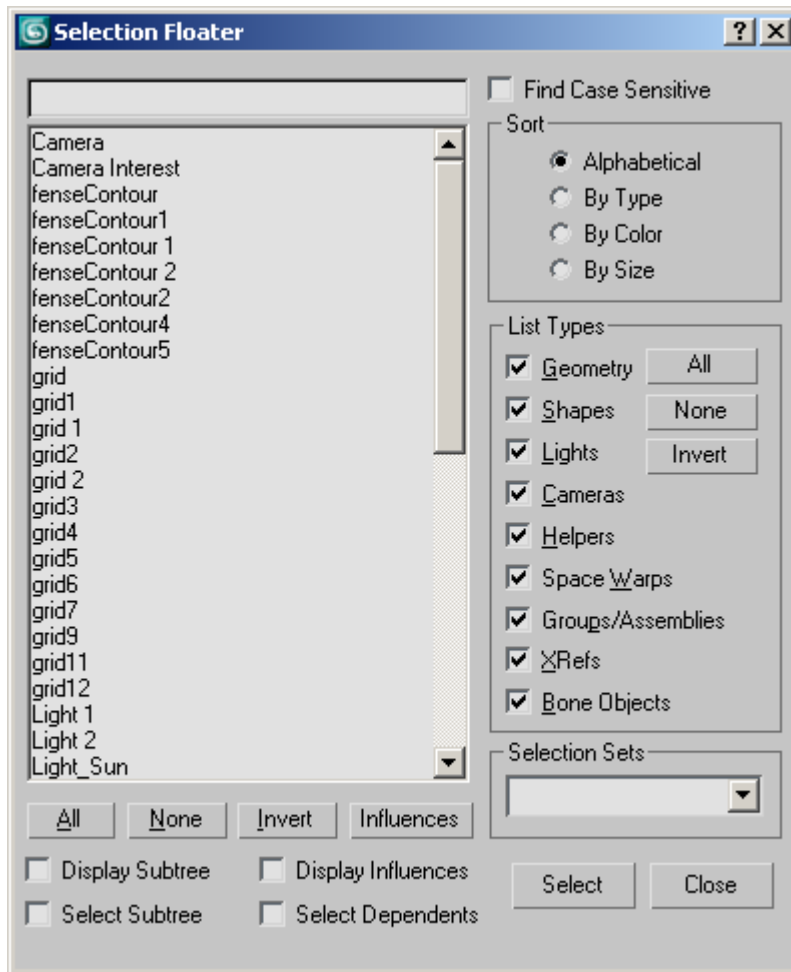 Selection Floater
Find Case Sensitive
Camera
Camera Interest
fenseContour
fenseContour1
fenseContour 1
fenseContour 2
fenseContour2
fenseContour4
fenseContour5
grid
grid1
grid 1
grid2
grid 2
grid3
grid4
grid5
grid6
grid7
grid9
grid11
grid12
Light 1
Light 2
Light_Sun
Sort
Alphabetical
By Type
By Color
By Size
List Types
Geometry All
Shapes None
Lights Invert
Cameras
Helpers
Space Warps
Groups/Assemblies
XRefs
Bone Objects
Selection Sets
All None Invert Influences
Display Subtree Display Influences
Select Subtree Select Dependents
Select Close